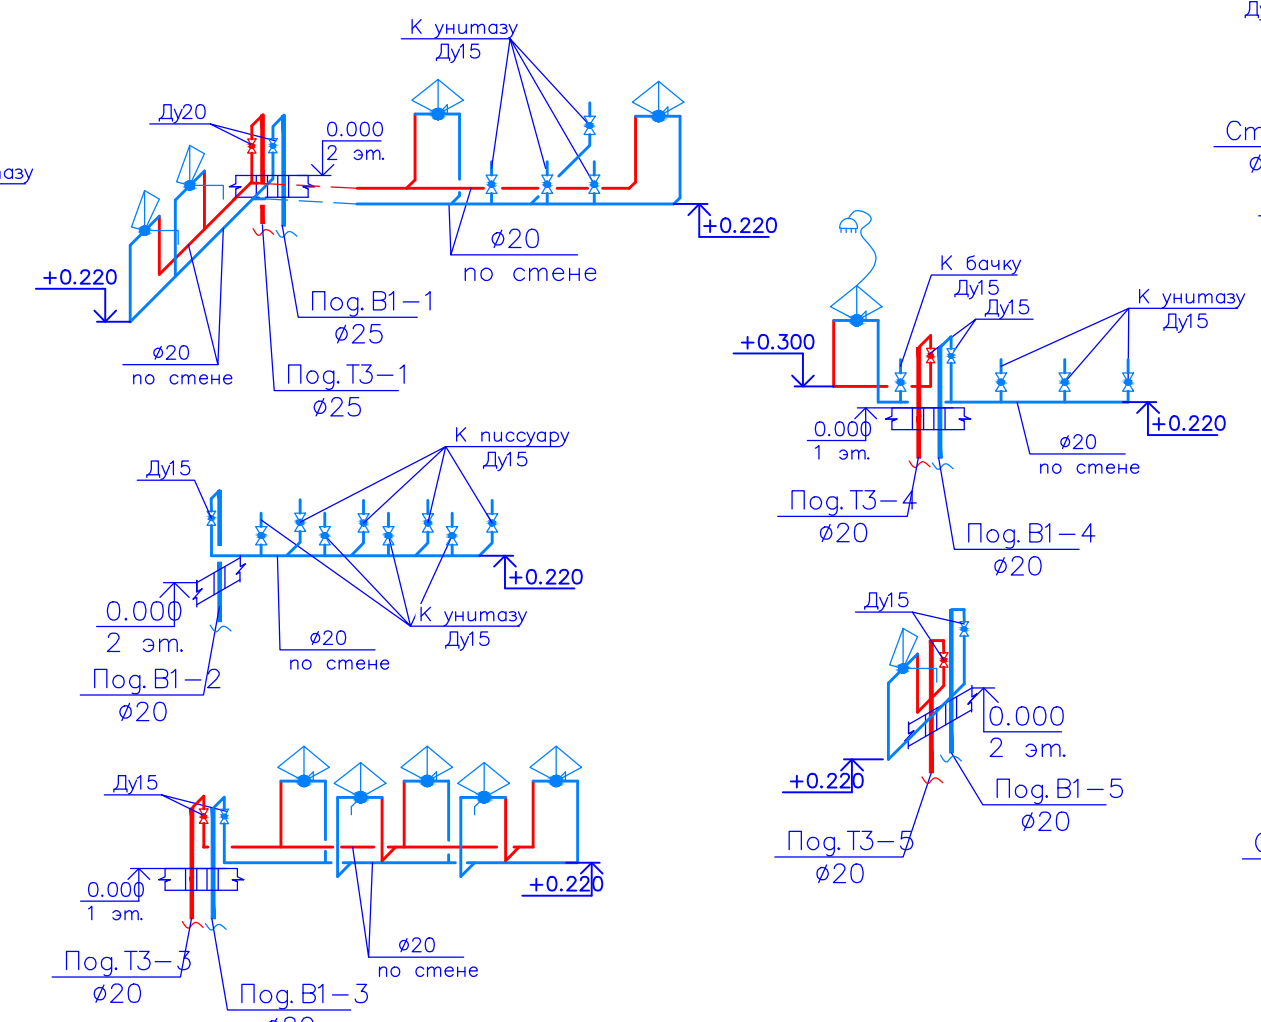 К унитазу
Ду15
Ду20
0.000
2 эт.
+0.220
ø20
по стене
+0.220
Под. В1-1
ø25
ø20
по стене
Под. Т3-1
ø25
К бачку
Ду15
Ду15
К унитазу
Ду15
+0.300
0.000
1 эт.
+0.220
ø20
по стене
Под. Т3-4
ø20
Под. В1-4
ø20
К писсуару
Ду15
Ду15
+0.220
0.000
2 эт.
К унитазу
Ду15
ø20
по стене
Под. В1-2
ø20
Ду15
0.000
2 эт.
+0.220
Под. В1-5
ø20
Под. Т3-5
ø20
Ду15
0.000
1 эт.
+0.220
ø20
по стене
Под. Т3-3
ø20
Под. В1-3